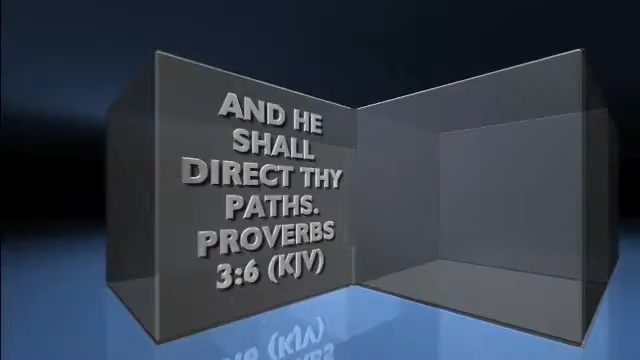 AND HE
SHALL
DIRECT THY
PATHS.
PROVERBS
3:6 (KJV)